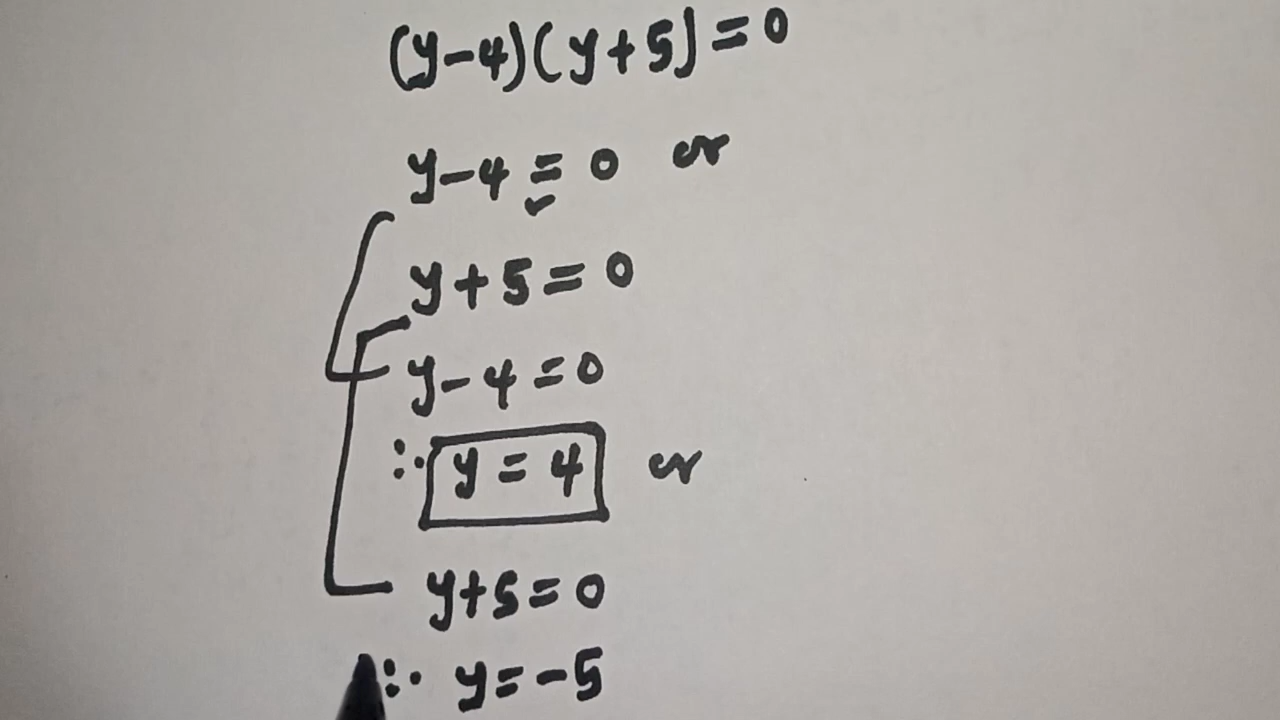 (y-4)(y+5)=0
y-4=0 or
y+5=0
y-4=0
∴ y=4 or
y+5=0
∴ y=-5